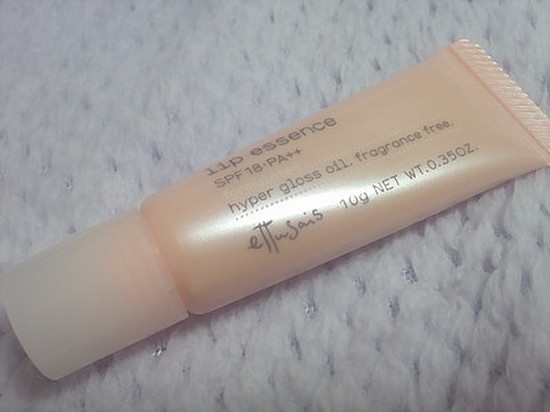 lip essence
SPF18·PA++
hyper gloss oil. fragrance free.
10g NET WT.0.35OZ.
ettusais